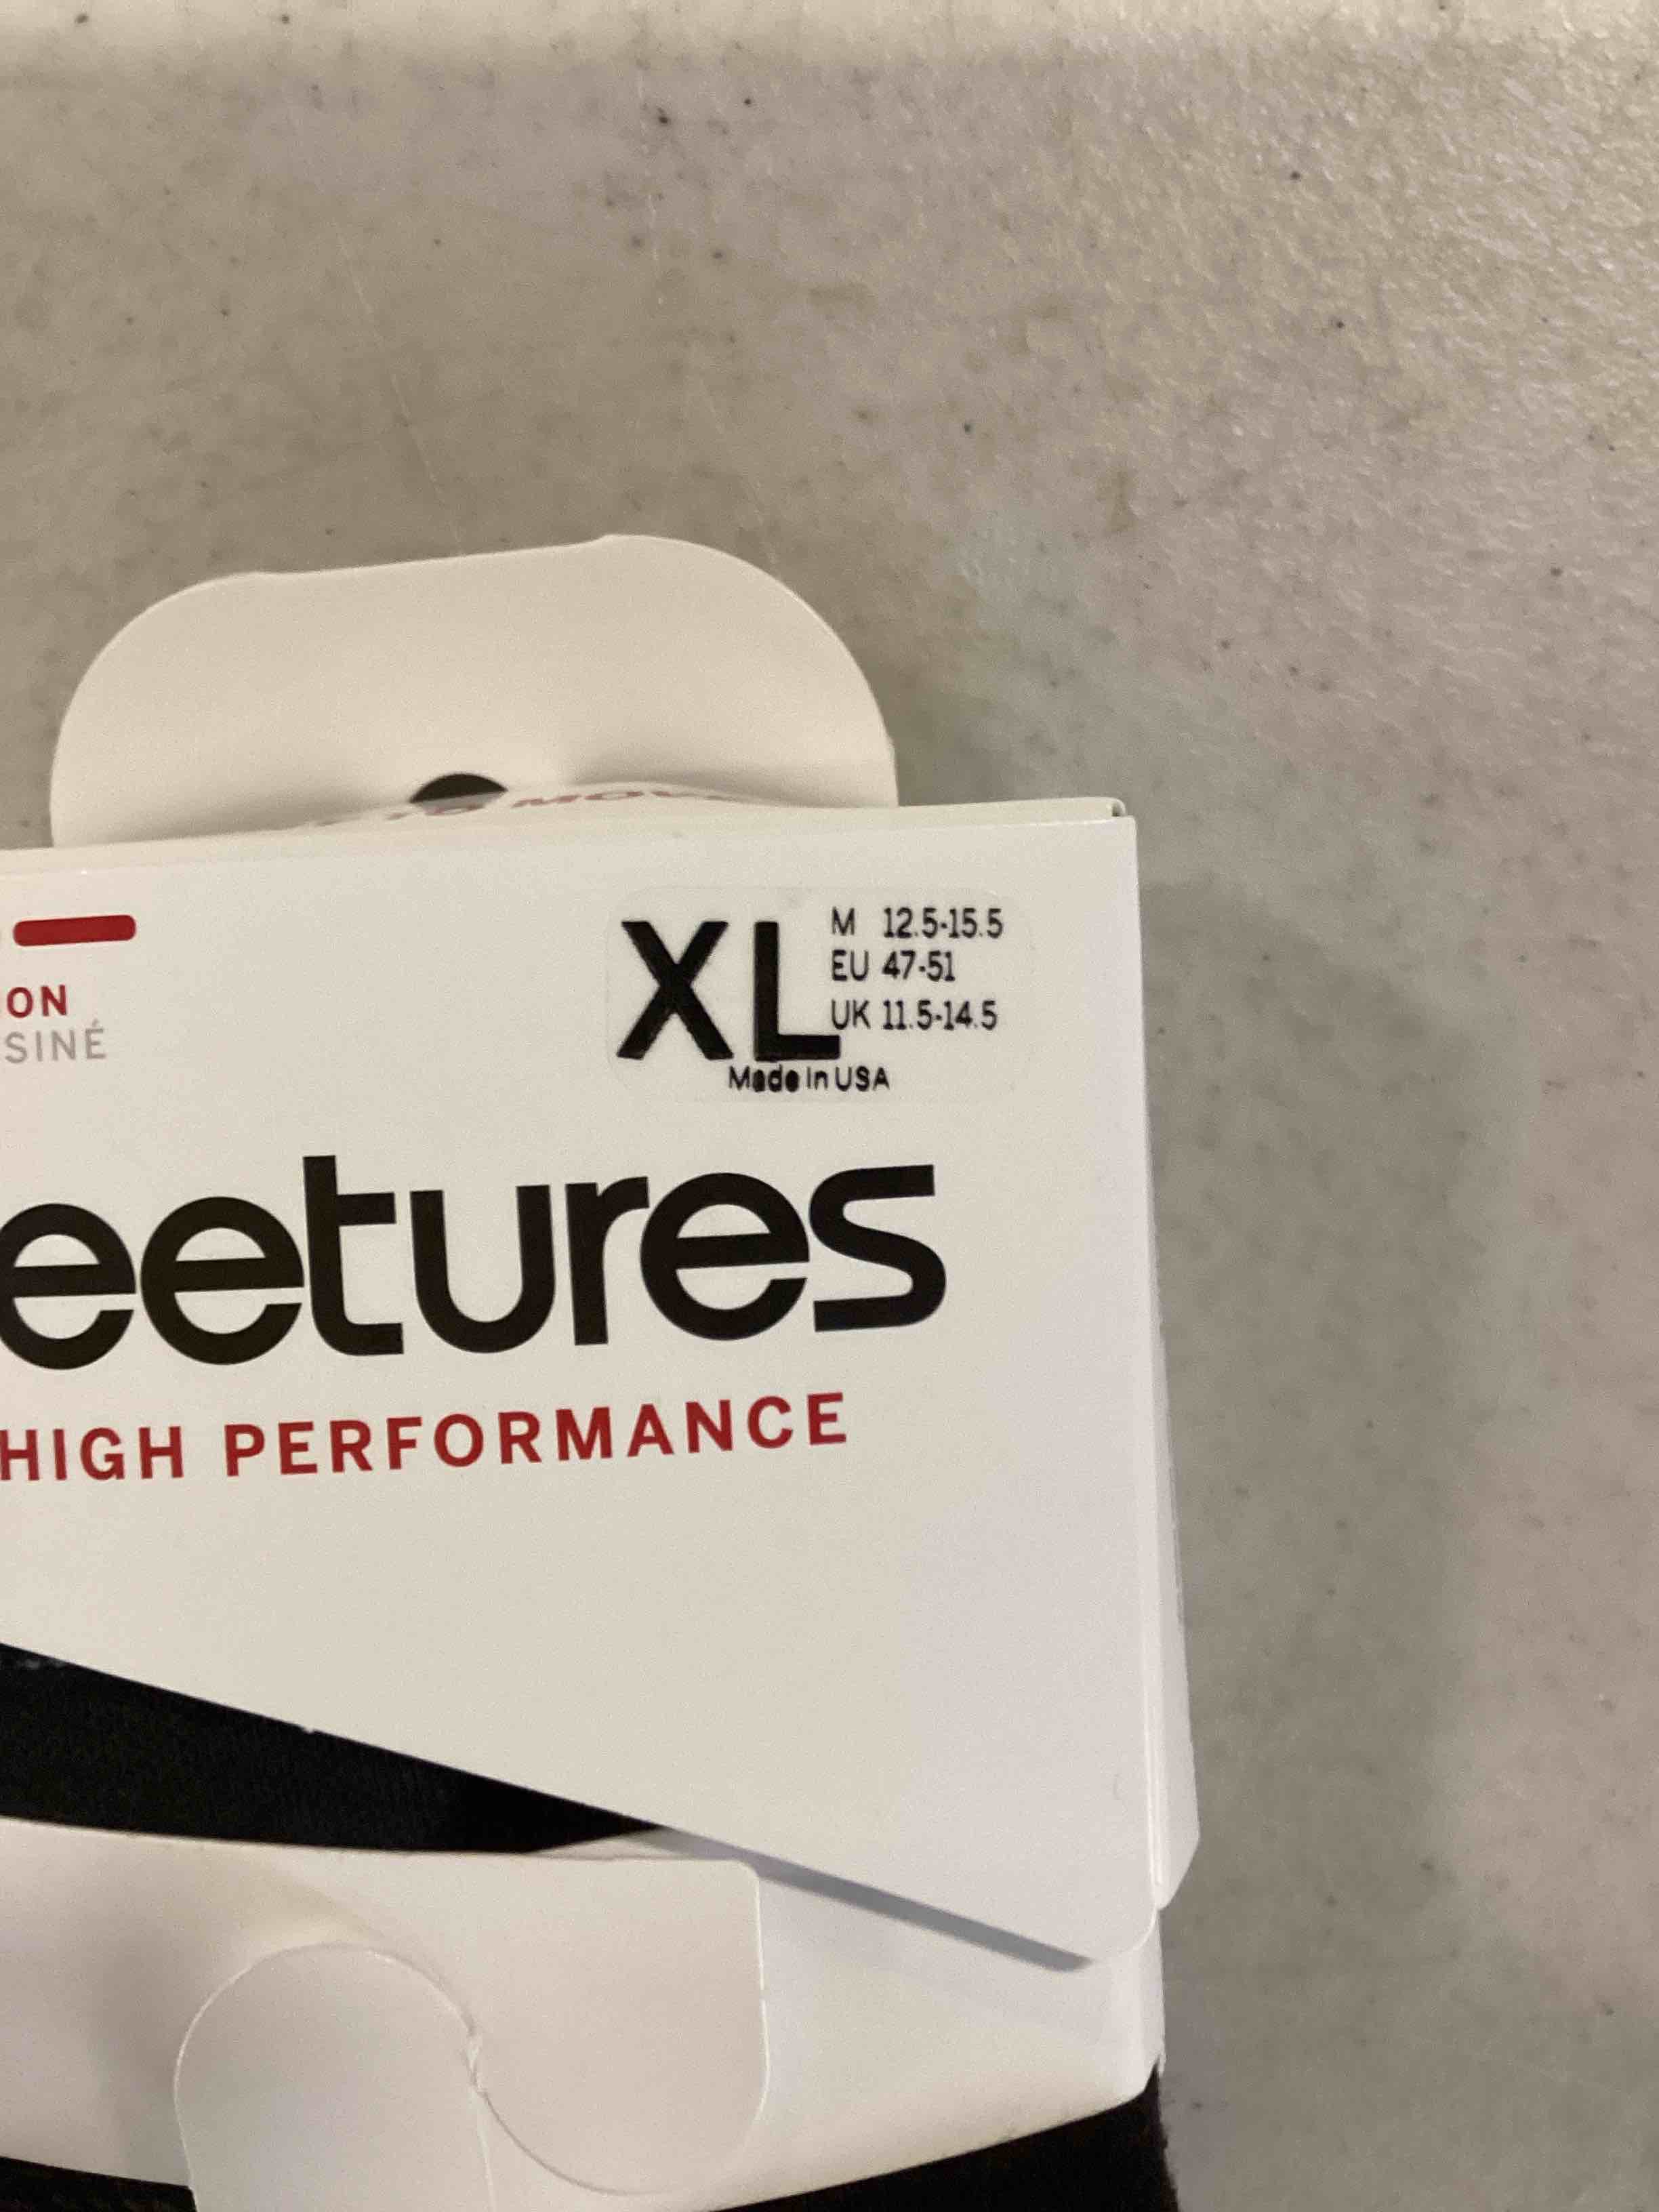 XL
M 12.5-15.5
EU 47-51
UK 11.5-14.5
Made in USA
ON
SINÉ
eetures
HIGH PERFORMANCE